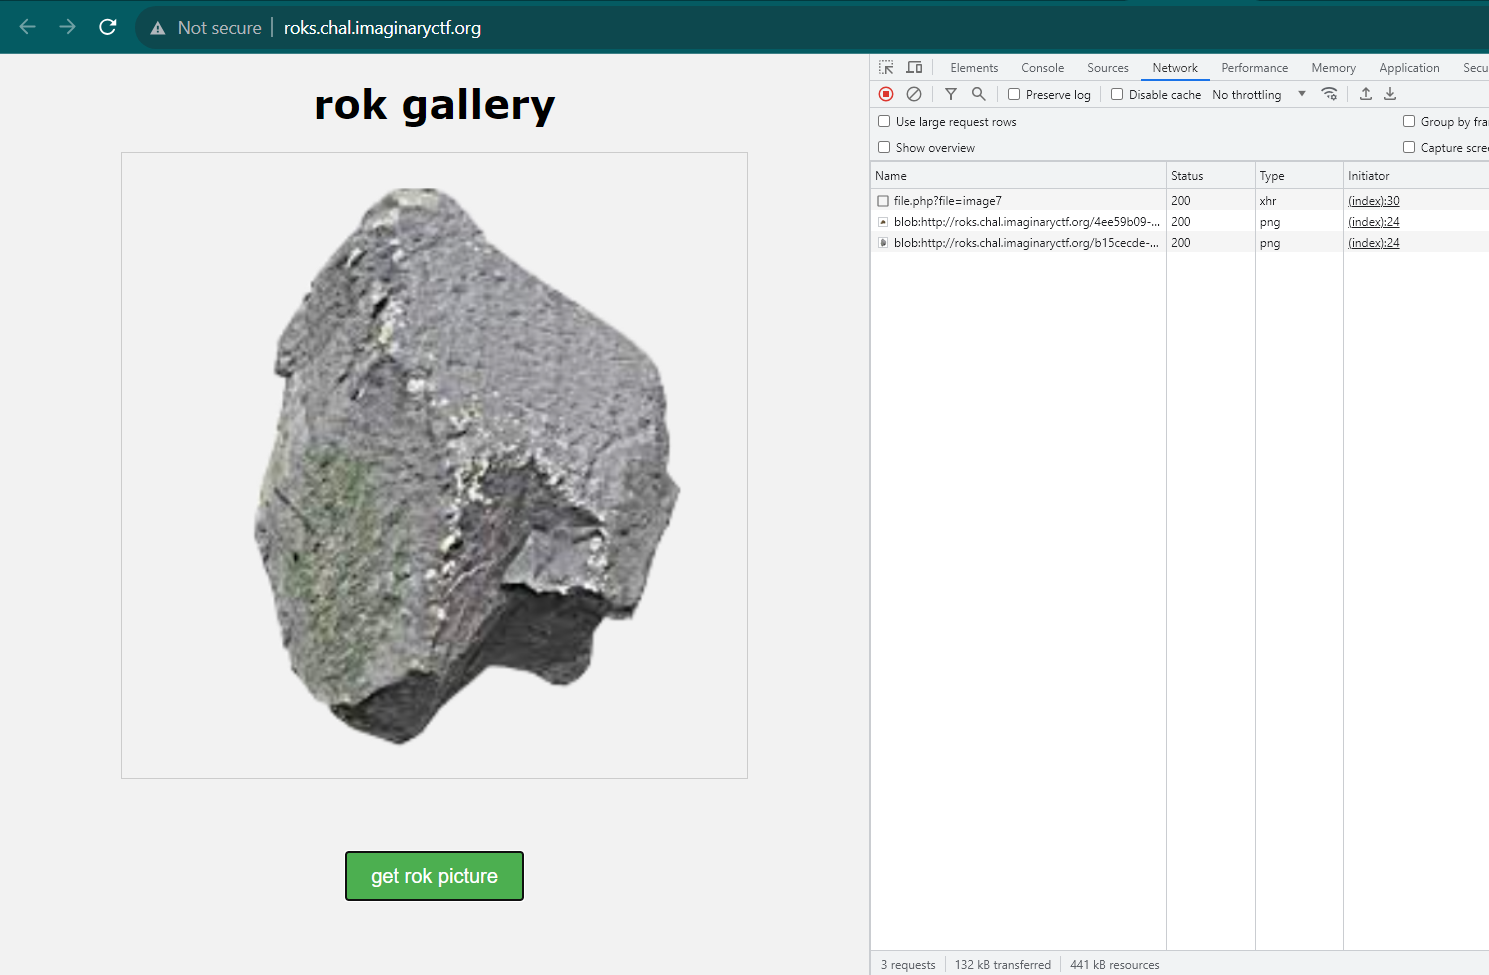 Not secure roks.chal.imaginaryctf.org
rok gallery
get rok picture
Elements Console Sources Network Performance Memory Application Secu
Preserve log Disable cache No throttling
Use large request rows Group by fra
Show overview Capture scre
Name Status Type Initiator
file.php?file=image7 200 xhr (index):30
blob:http://roks.chal.imaginaryctf.org/4ee59b09-... 200 png (index):24
blob:http://roks.chal.imaginaryctf.org/b15cecde-... 200 png (index):24
3 requests 132 kB transferred 441 kB resources